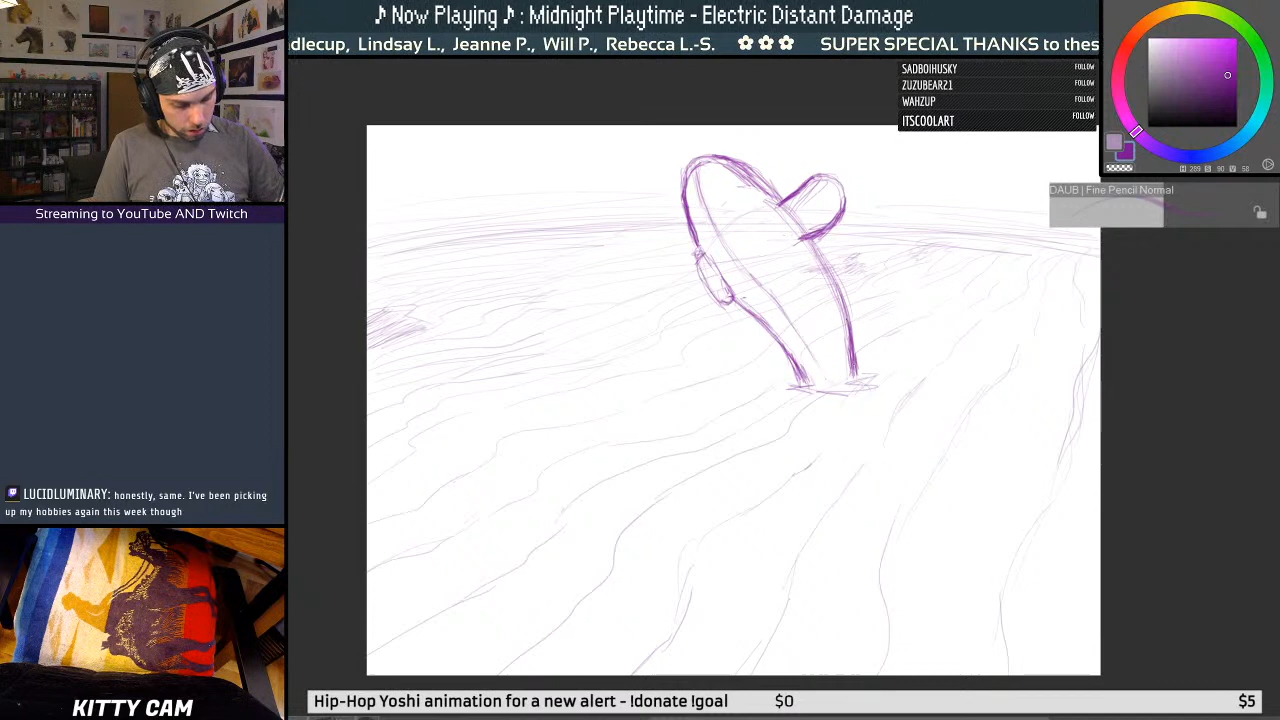 ♪ Now Playing ♪ : Midnight Playtime - Electric Distant Damage
dlecup, Lindsay L., Jeanne P., Will P., Rebecca L.-S. ✿ ✿ ✿ SUPER SPECIAL THANKS to thes
SADBOIHUSKY FOLLOW
ZUZUBEAR21 FOLLOW
WAHZUP FOLLOW
ITSCOOLART FOLLOW
H 289 S 90 V 58
DAUB | Fine Pencil Normal
Streaming to YouTube AND Twitch
LUCIDLUMINARY: honestly, same. I've been picking
up my hobbies again this week though
KITTY CAM
Hip-Hop Yoshi animation for a new alert - !donate !goal $0 $5